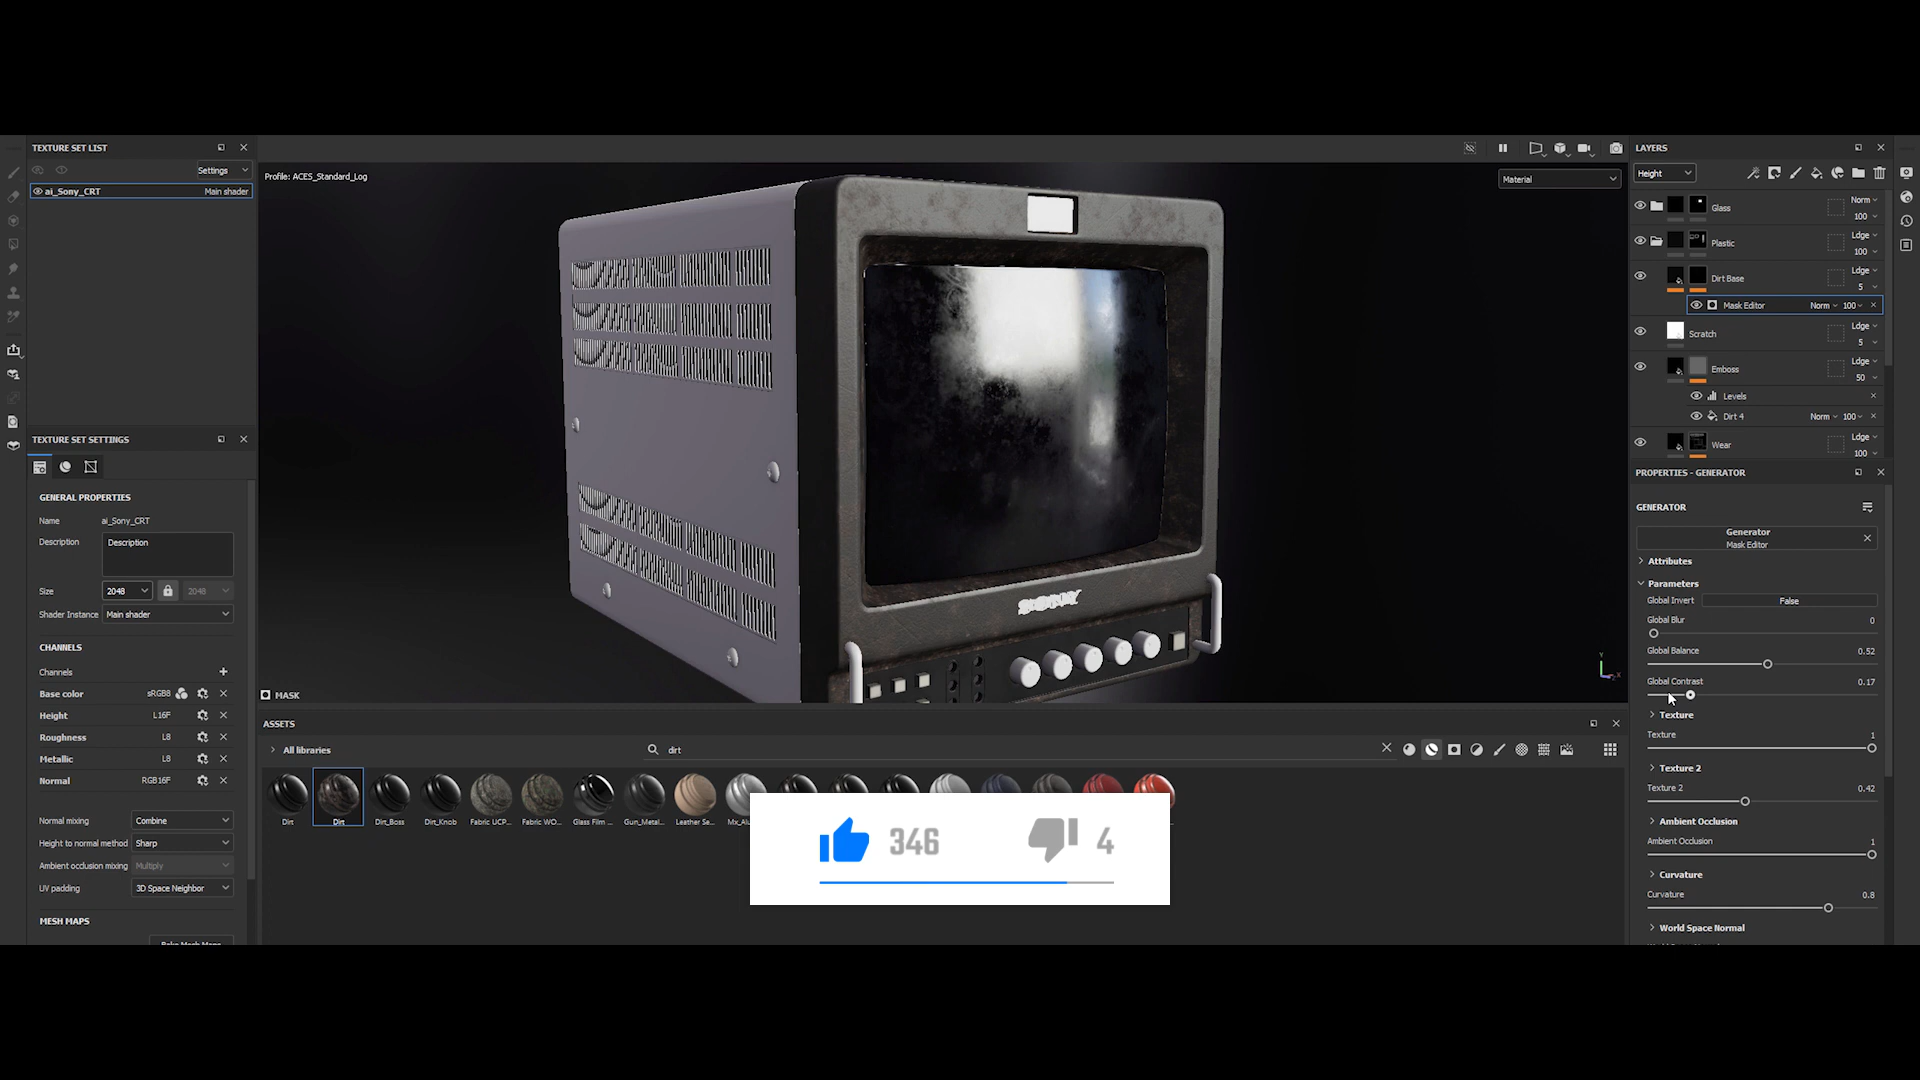 TEXTURE SET LIST
Settings
ai_Sony_CRT
Main shader
TEXTURE SET SETTINGS
GENERAL PROPERTIES
Name
ai_Sony_CRT
Description
Description
Size
2048
2048
Shader Instance
Main shader
CHANNELS
Channels
Base color
sRGB8
Height
L16F
Roughness
L8
Metallic
L8
Normal
RGB16F
Normal mixing
Combine
Height to normal method
Sharp
Ambient occlusion mixing
Multiply
UV padding
3D Space Neighbor
MESH MAPS
Bake Mesh Maps
Profile: ACES_Standard_Log
Material
SONY
Y
X
MASK
ASSETS
All libraries
dirt
Dirt
Dirt
Dirt_Boss
Dirt_Knob
Fabric UCP...
Fabric WO...
Glass Film ...
Gun_Metal...
Leather Se...
346
4
LAYERS
Height
Glass
Norm
100
Plastic
Ldge
100
Dirt Base
Ldge
5
Mask Editor
Norm
100
Scratch
Ldge
5
Emboss
Ldge
50
Levels
Dirt 4
Norm
100
Wear
Ldge
100
PROPERTIES - GENERATOR
GENERATOR
Generator
Mask Editor
Attributes
Parameters
Global Invert
False
Global Blur
0
Global Balance
0.52
Global Contrast
0.17
Texture
Texture
1
Texture 2
Texture 2
0.42
Ambient Occlusion
Ambient Occlusion
1
Curvature
Curvature
0.8
World Space Normal